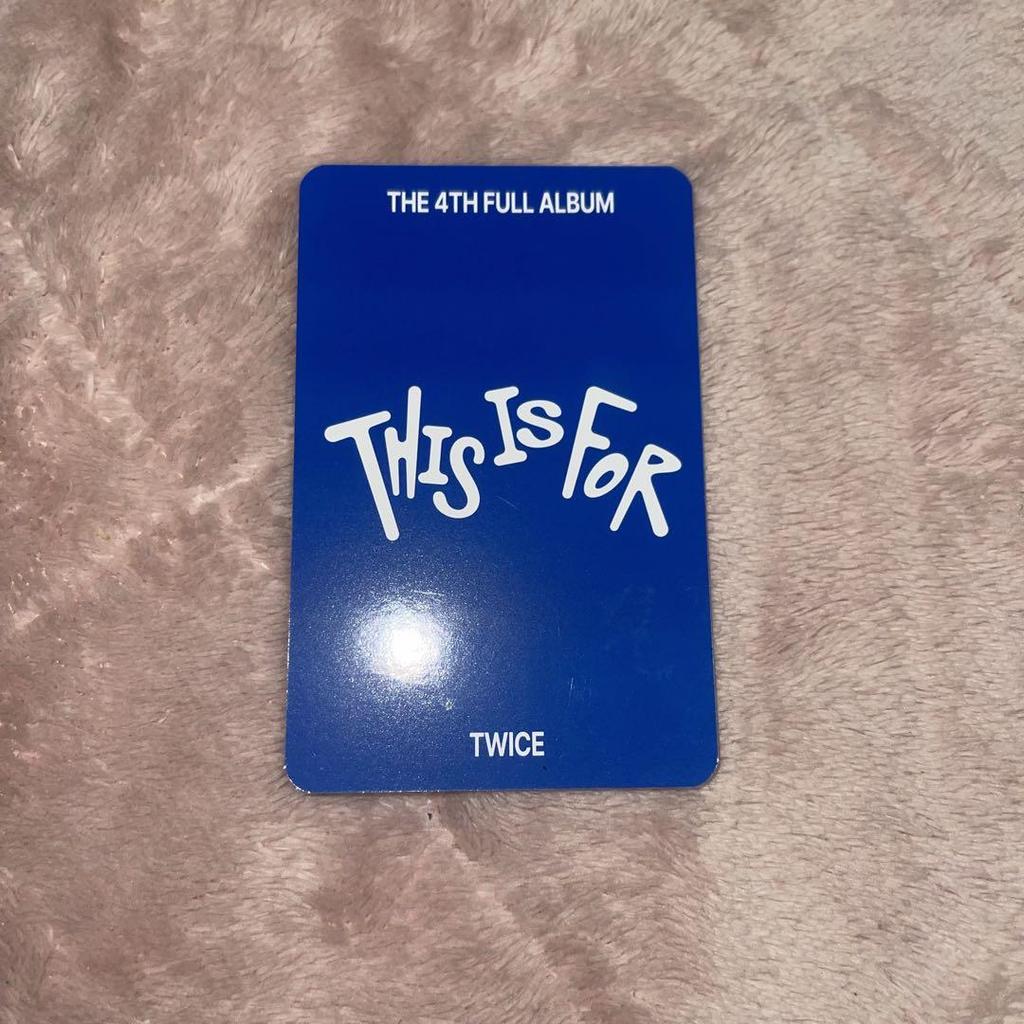 THE 4TH FULL ALBUM
THIS IS FOR
TWICE